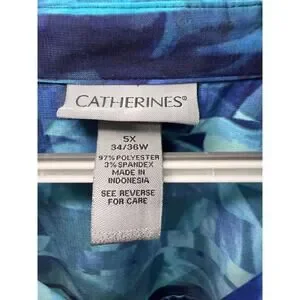 CATHERINES®
5X
34/36W
97% POLYESTER
3% SPANDEX
MADE IN
INDONESIA
SEE REVERSE
FOR CARE